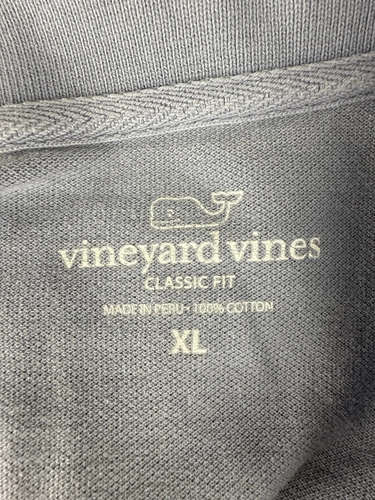 vineyard vines
CLASSIC FIT
MADE IN PERU • 100% COTTON
XL